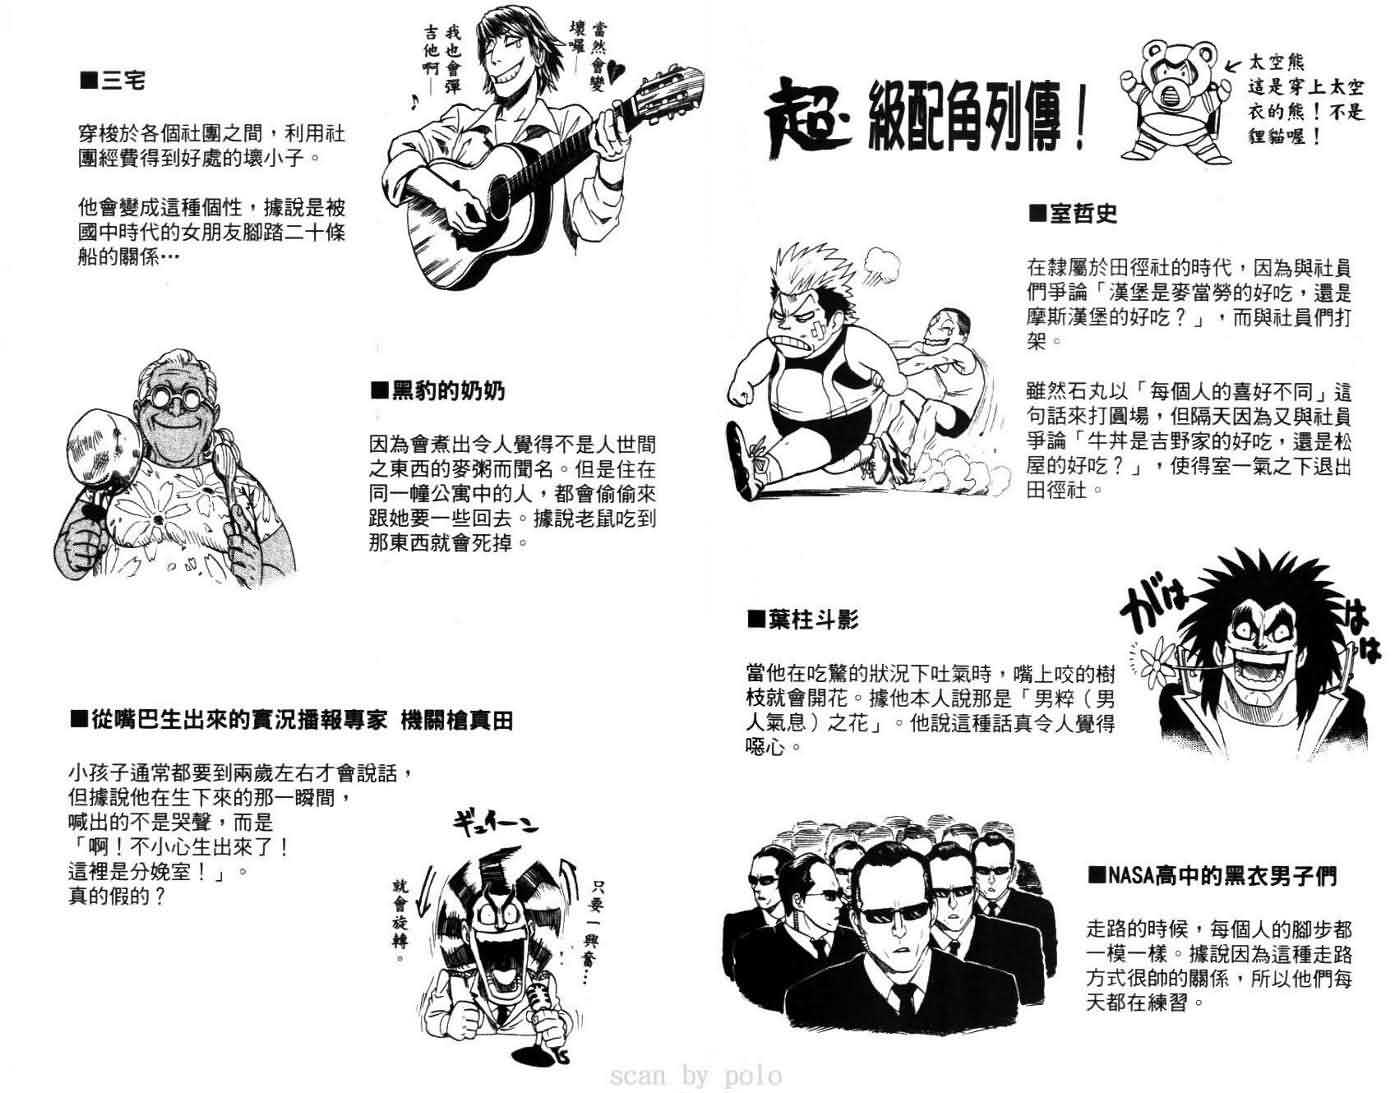 超級配角列傳！
太空熊
這是穿上太空
衣的熊！不是
狸貓喔！
■室哲史
在隸屬於田徑社的時代，因為與社員
們爭論「漢堡是麥當勞的好吃，還是
摩斯漢堡的好吃？」，而與社員們打
架。
雖然石丸以「每個人的喜好不同」這
句話來打圓場，但隔天因為又與社員
爭論「牛丼是吉野家的好吃，還是松
屋的好吃？」，使得室一氣之下退出
田徑社。
■葉柱斗影
當他在吃驚的狀況下吐氣時，嘴上咬的樹
枝就會開花。據他本人說那是「男粹（男
人氣息）之花」。他說這種話真令人覺得
噁心。
がは
はは
■NASA高中的黑衣男子們
走路的時候，每個人的腳步都
一模一樣。據說因為這種走路
方式很帥的關係，所以他們每
天都在練習。
■三宅
穿梭於各個社團之間，利用社
團經費得到好處的壞小子。
他會變成這種個性，據說是被
國中時代的女朋友腳踏二十條
船的關係…
當然會變
壞囉—
我也會彈
吉他啊—
♪
■黑豹的奶奶
因為會煮出令人覺得不是人世間
之東西的麥粥而聞名。但是住在
同一幢公寓中的人，都會偷偷來
跟她要一些回去。據說老鼠吃到
那東西就會死掉。
■從嘴巴生出來的實況播報專家 機關槍真田
小孩子通常都要到兩歲左右才會說話，
但據說他在生下來的那一瞬間，
喊出的不是哭聲，而是
「啊！不小心生出來了！
這裡是分娩室！」。
真的假的？
ギュイーン
只要一興奮…
就會旋轉。
scan by polo